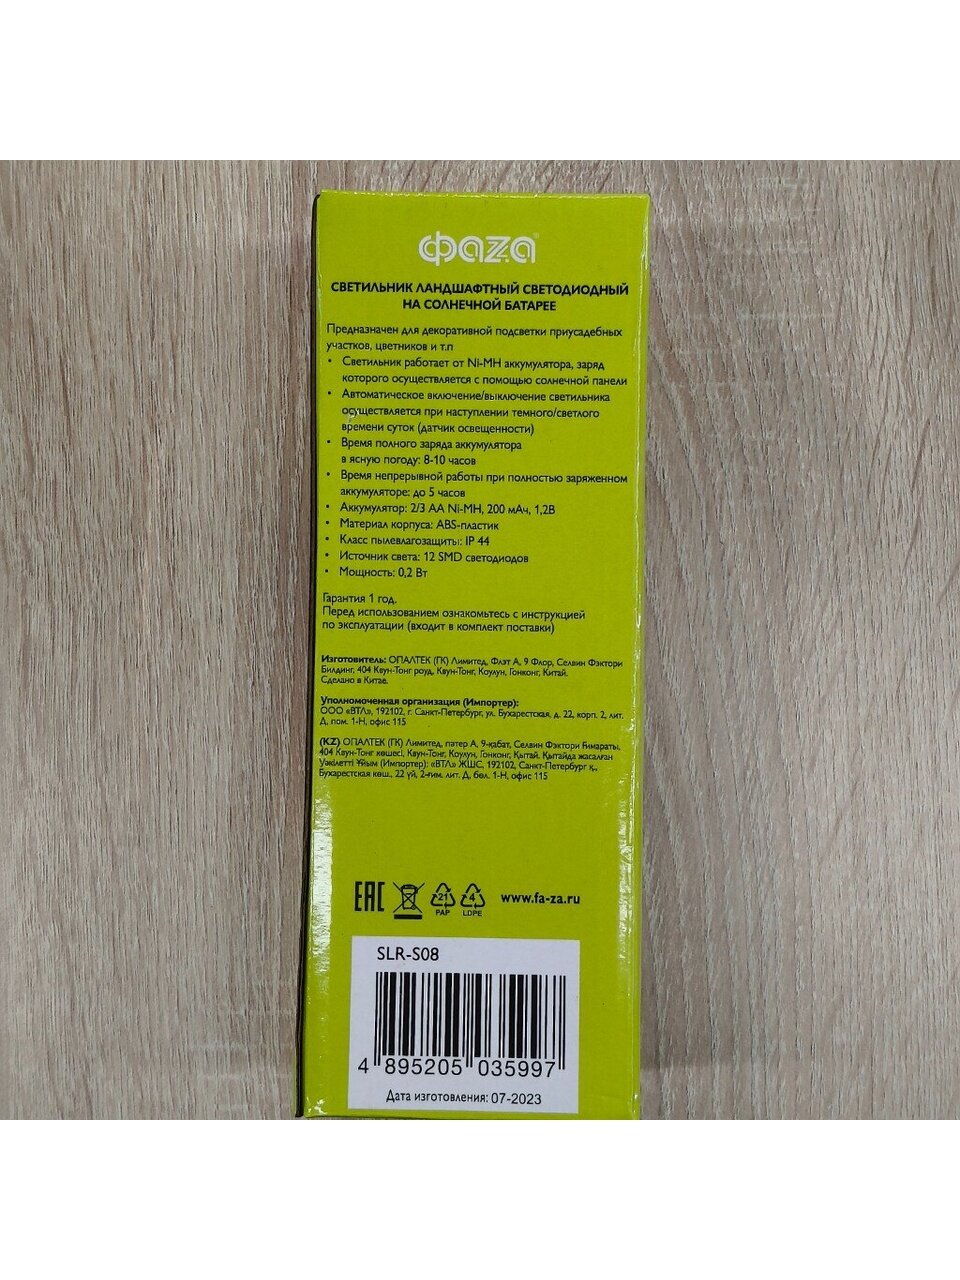 фаza®
СВЕТИЛЬНИК ЛАНДШАФТНЫЙ СВЕТОДИОДНЫЙ
НА СОЛНЕЧНОЙ БАТАРЕЕ
Предназначен для декоративной подсветки приусадебных
участков, цветников и т.п
• Светильник работает от Ni-MH аккумулятора, заряд
которого осуществляется с помощью солнечной панели
• Автоматическое включение/выключение светильника
осуществляется при наступлении темного/светлого
времени суток (датчик освещенности)
• Время полного заряда аккумулятора
в ясную погоду: 8-10 часов
• Время непрерывной работы при полностью заряженном
аккумуляторе: до 5 часов
• Аккумулятор: 2/3 AA Ni-MH, 200 мАч, 1,2В
• Материал корпуса: ABS-пластик
• Класс пылевлагозащиты: IP 44
• Источник света: 12 SMD светодиодов
• Мощность: 0,2 Вт
Гарантия 1 год.
Перед использованием ознакомьтесь с инструкцией
по эксплуатации (входит в комплект поставки)
Изготовитель: ОПАЛТЕК (ГК) Лимитед, Флэт А, 9 Флор, Селвин Фэктори
Билдинг, 404 Квун-Тонг роуд, Квун-Тонг, Коулун, Гонконг, Китай.
Сделано в Китае.
Уполномоченная организация (Импортер):
ООО «ВТЛ», 192102, г. Санкт-Петербург, ул. Бухарестская, д. 22, корп. 2, лит.
Д, пом. 1-Н, офис 115
(KZ) ОПАЛТЕК (ГК) Лимитед, пәтер А, 9-қабат, Селвин Фэктори Ғимараты,
404 Квун-Тонг көшесі, Квун-Тонг, Коулун, Гонконг, Қытай. Қытайда жасалған
Уәкілетті Ұйым (Импортер): «ВТЛ» ЖШС, 192102, Санкт-Петербург қ.,
Бухарестская көш., 22 үй, 2-ғим. лит. Д, бөл. 1-Н, офис 115
EAC 21 PAP 4 LDPE www.fa-za.ru
SLR-S08
4 895205 035997
Дата изготовления: 07-2023